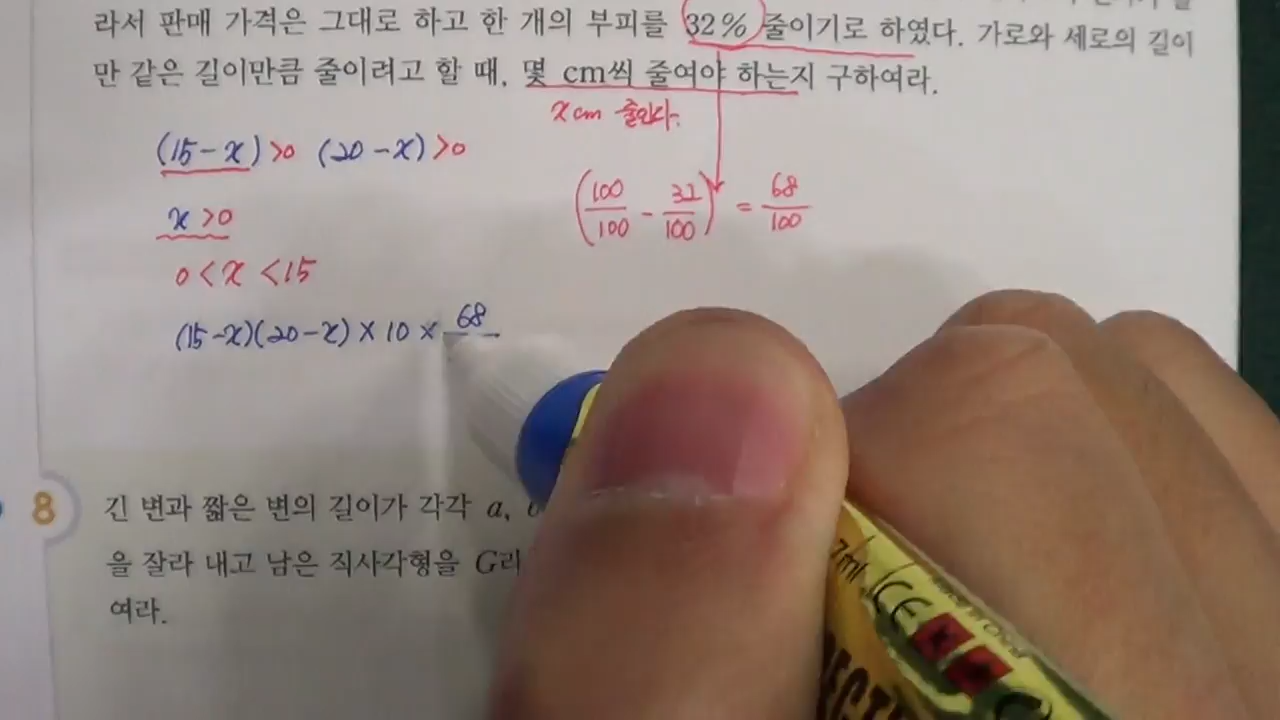 라서 판매 가격은 그대로 하고 한 개의 부피를 32% 줄이기로 하였다. 가로와 세로의 길이
만 같은 길이만큼 줄이려고 할 때, 몇 cm씩 줄여야 하는지 구하여라.
x cm 줄인다.
(15-x)>0 (20-x)>0
(100/100 - 32/100) = 68/100
x>0
0<x<15
(15-x)(20-x)×10×68
8 긴 변과 짧은 변의 길이가 각각 a,
을 잘라 내고 남은 직사각형을 G라
여라.
7ml CE